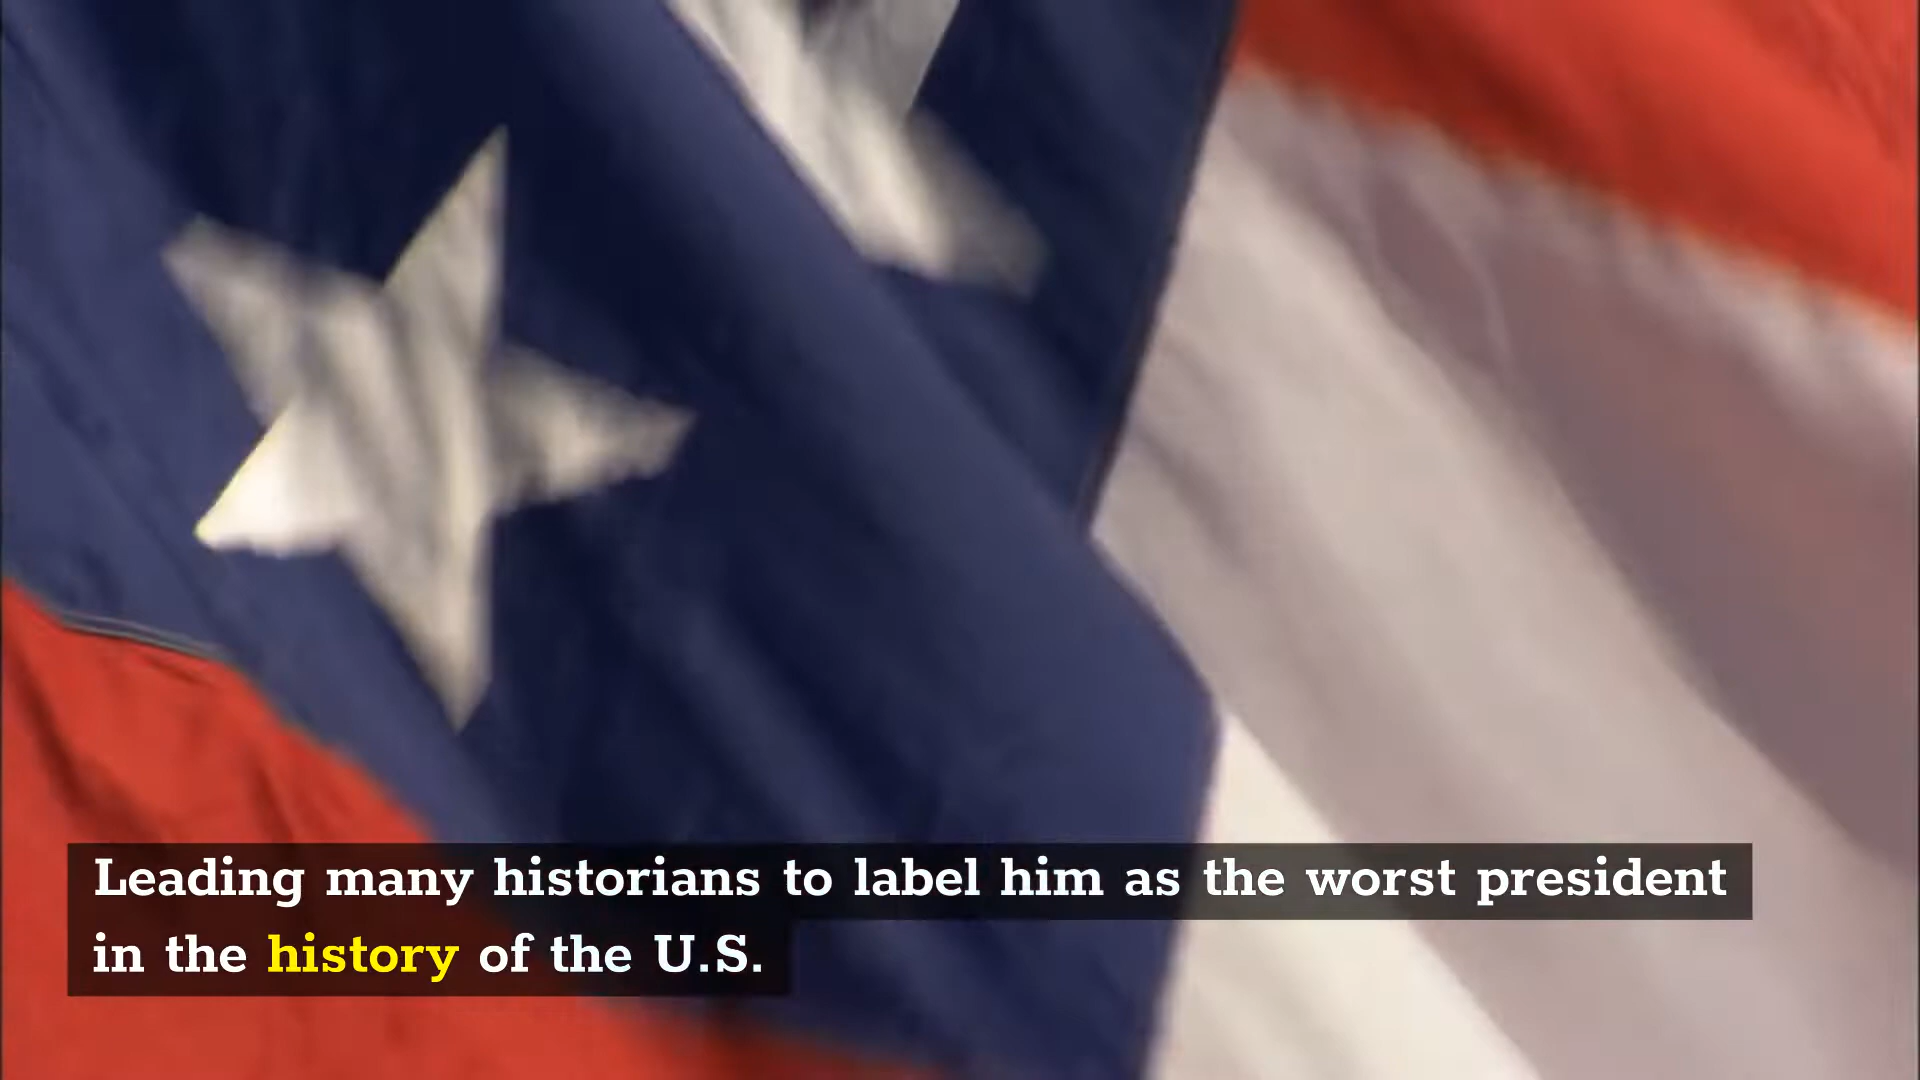 Leading many historians to label him as the worst president
in the history of the U.S.